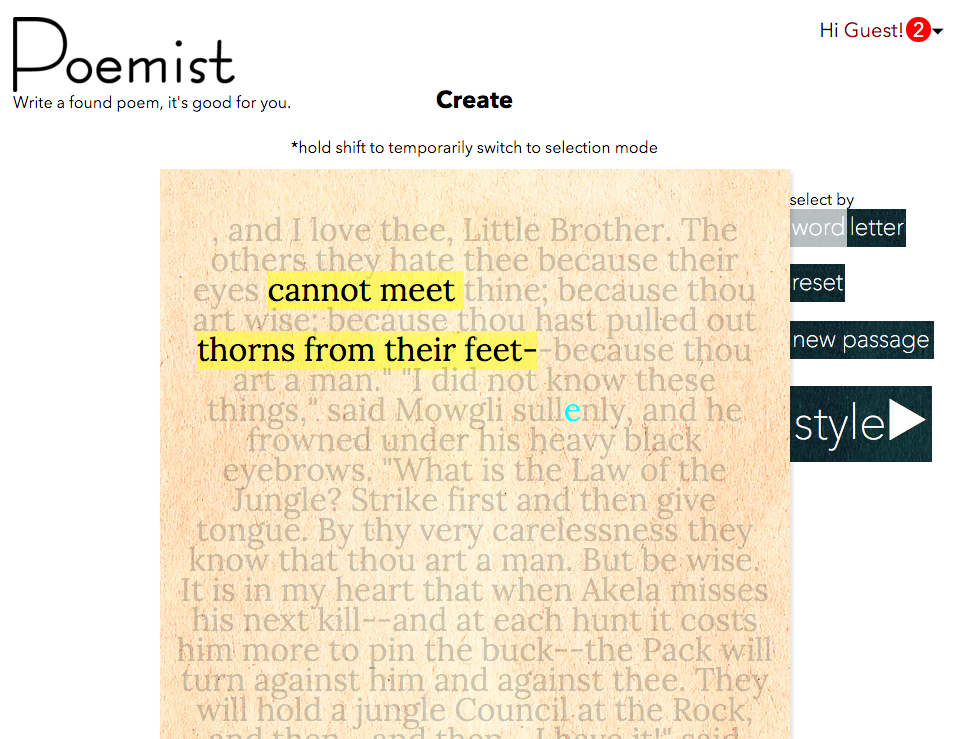 Poemist
Write a found poem, it's good for you.
Hi Guest! 2
Create
*hold shift to temporarily switch to selection mode
, and I love thee, Little Brother. The
others they hate thee because their
eyes cannot meet thine; because thou
art wise; because thou hast pulled out
thorns from their feet--because thou
art a man." "I did not know these
things," said Mowgli sullenly, and he
frowned under his heavy black
eyebrows. "What is the Law of the
Jungle? Strike first and then give
tongue. By thy very carelessness they
know that thou art a man. But be wise.
It is in my heart that when Akela misses
his next kill--and at each hunt it costs
him more to pin the buck--the Pack will
turn against him and against thee. They
will hold a jungle Council at the Rock,
and then--and then--I have it!" said
select by
word letter
reset
new passage
style